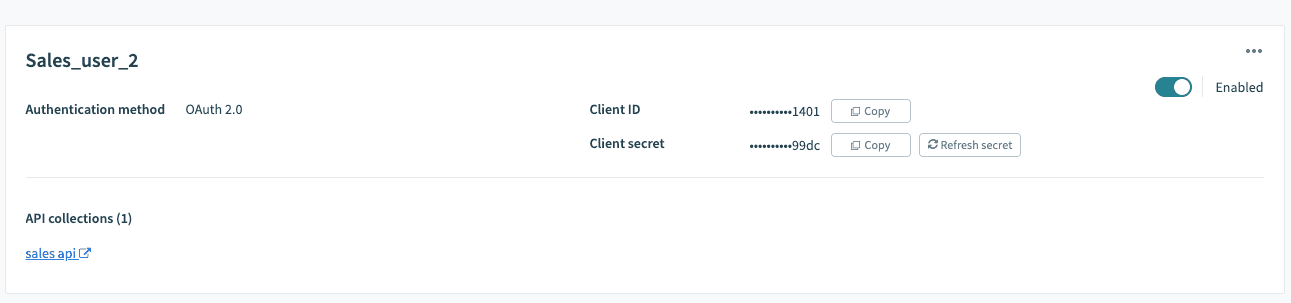 Sales_user_2
•••
Enabled
Authentication method OAuth 2.0
Client ID ••••••••••1401 Copy
Client secret ••••••••••99dc Copy Refresh secret
API collections (1)
sales api